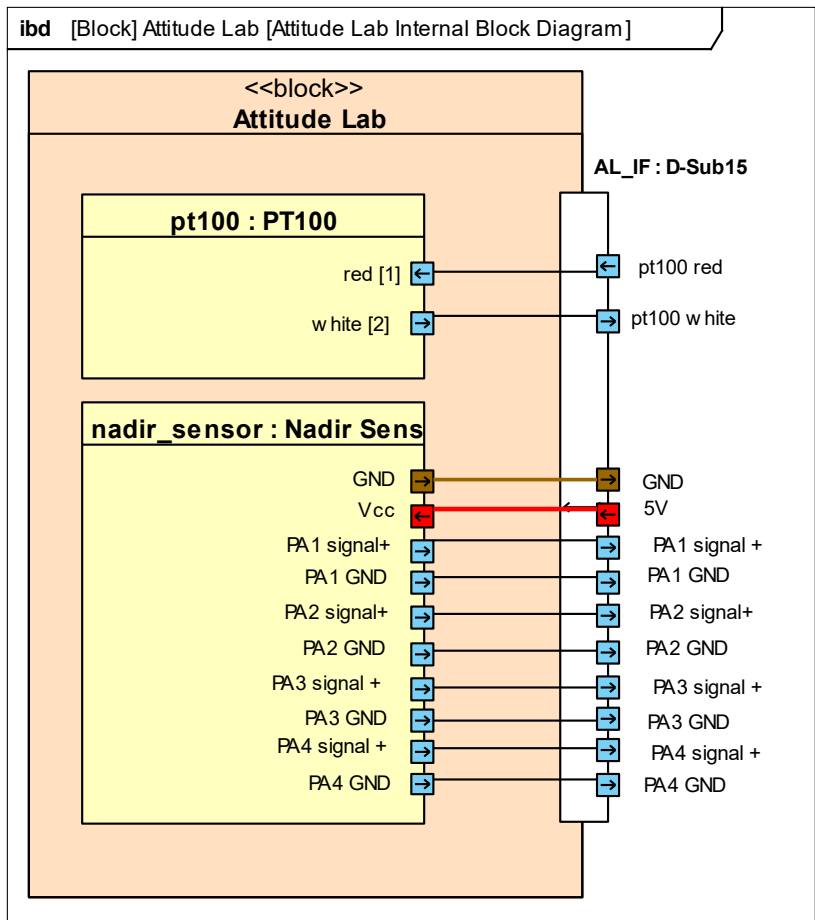 ibd [Block] Attitude Lab [Attitude Lab Internal Block Diagram]
<<block>>
Attitude Lab
AL_IF : D-Sub15
pt100 : PT100
red [1]
pt100 red
white [2]
pt100 white
nadir_sensor : Nadir Sens
GND
GND
Vcc
5V
PA1 signal+
PA1 signal +
PA1 GND
PA1 GND
PA2 signal+
PA2 signal+
PA2 GND
PA2 GND
PA3 signal +
PA3 signal +
PA3 GND
PA3 GND
PA4 signal +
PA4 signal +
PA4 GND
PA4 GND